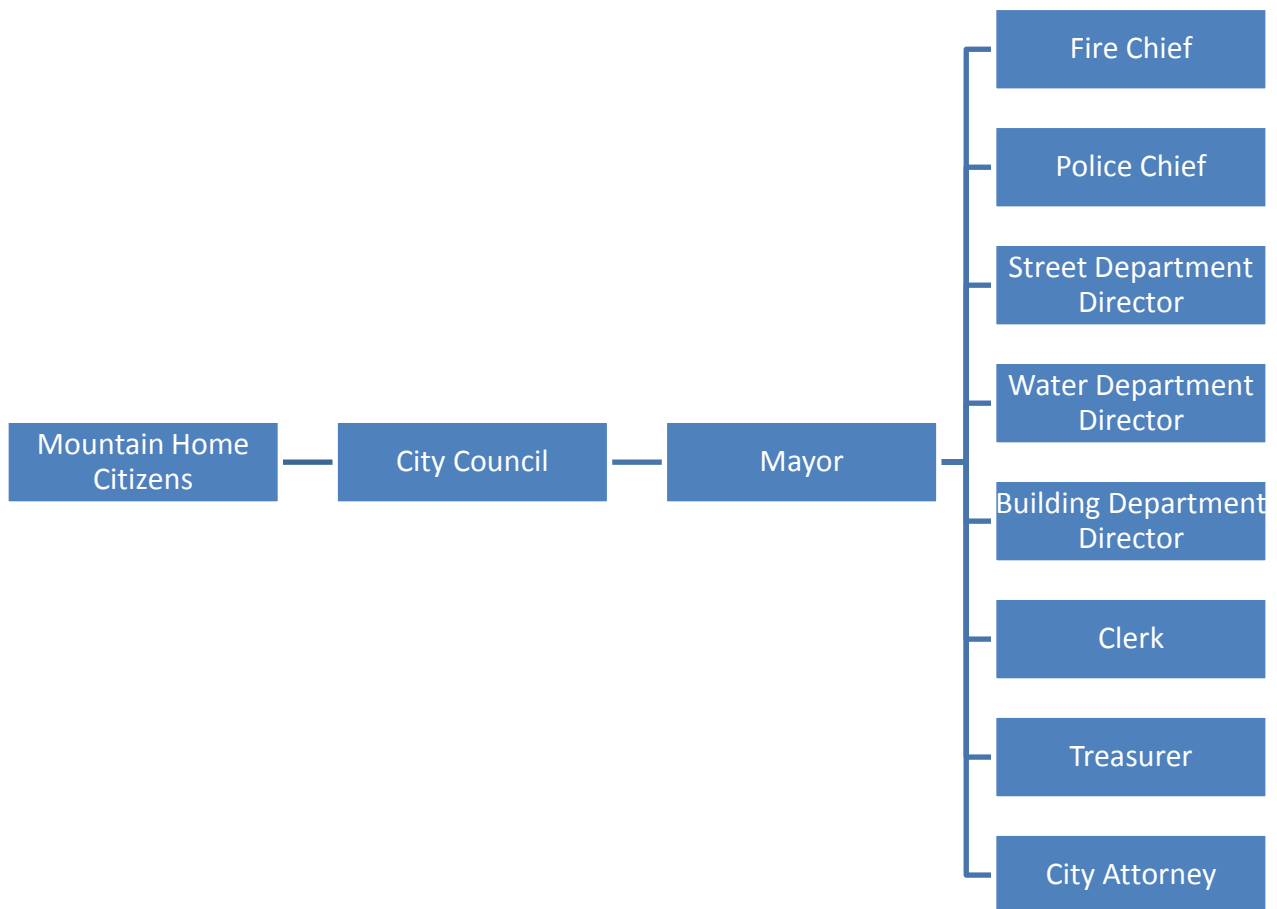 Fire Chief
Police Chief
Street Department
Director
Water Department
Director
Mountain Home
Citizens
City Council
Mayor
Building Department
Director
Clerk
Treasurer
City Attorney